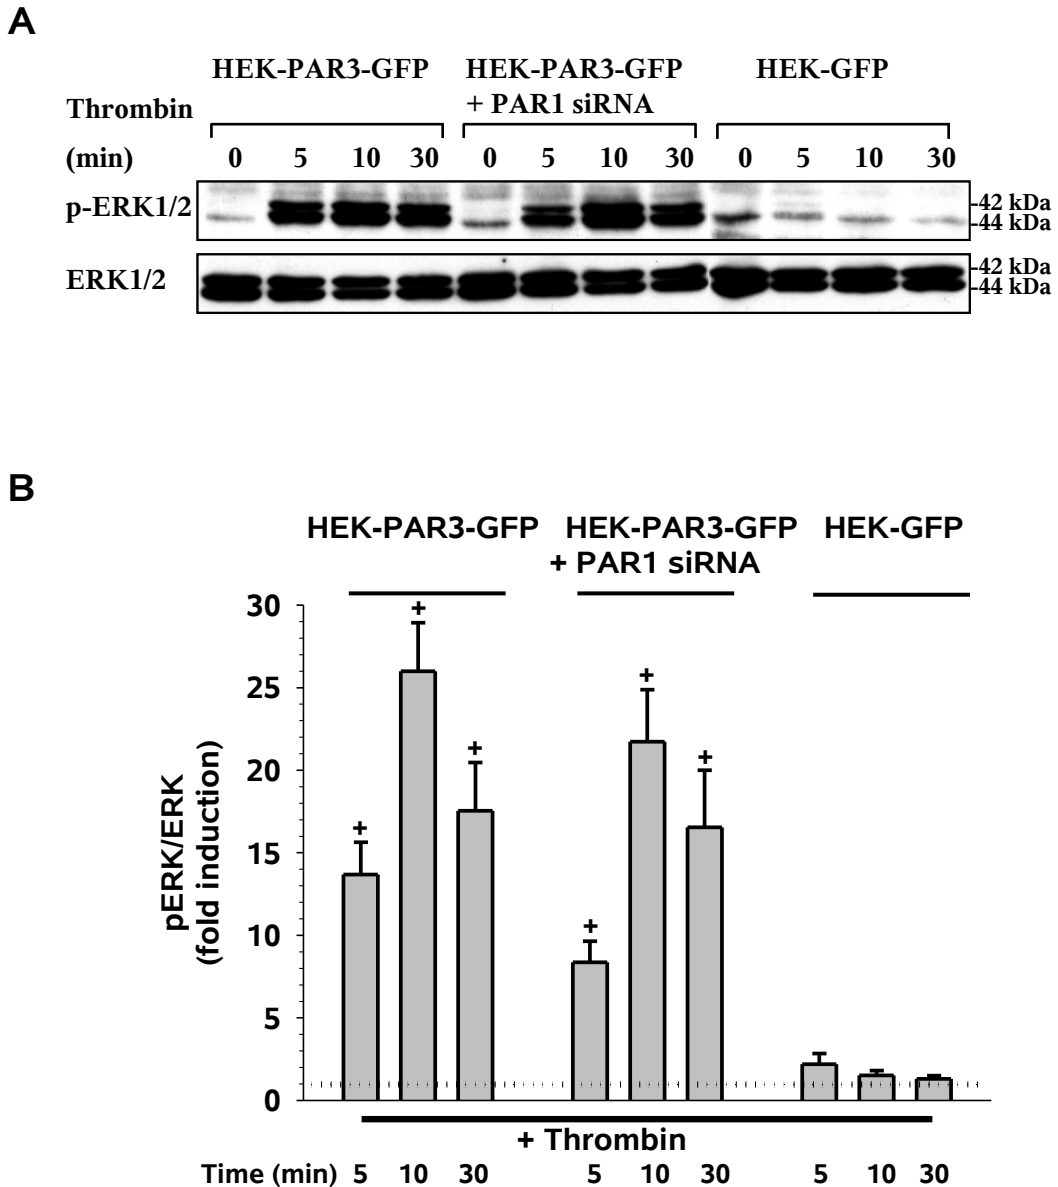 A
HEK-PAR3-GFP HEK-PAR3-GFP HEK-GFP
+ PAR1 siRNA
Thrombin
(min) 0 5 10 30 0 5 10 30 0 5 10 30
p-ERK1/2 -42 kDa
-44 kDa
ERK1/2 -42 kDa
-44 kDa
B
HEK-PAR3-GFP HEK-PAR3-GFP HEK-GFP
+ PAR1 siRNA
30
25
20
15
10
5
0
pERK/ERK
(fold induction)
+ + +
+ + +
+ Thrombin
Time (min) 5 10 30 5 10 30 5 10 30